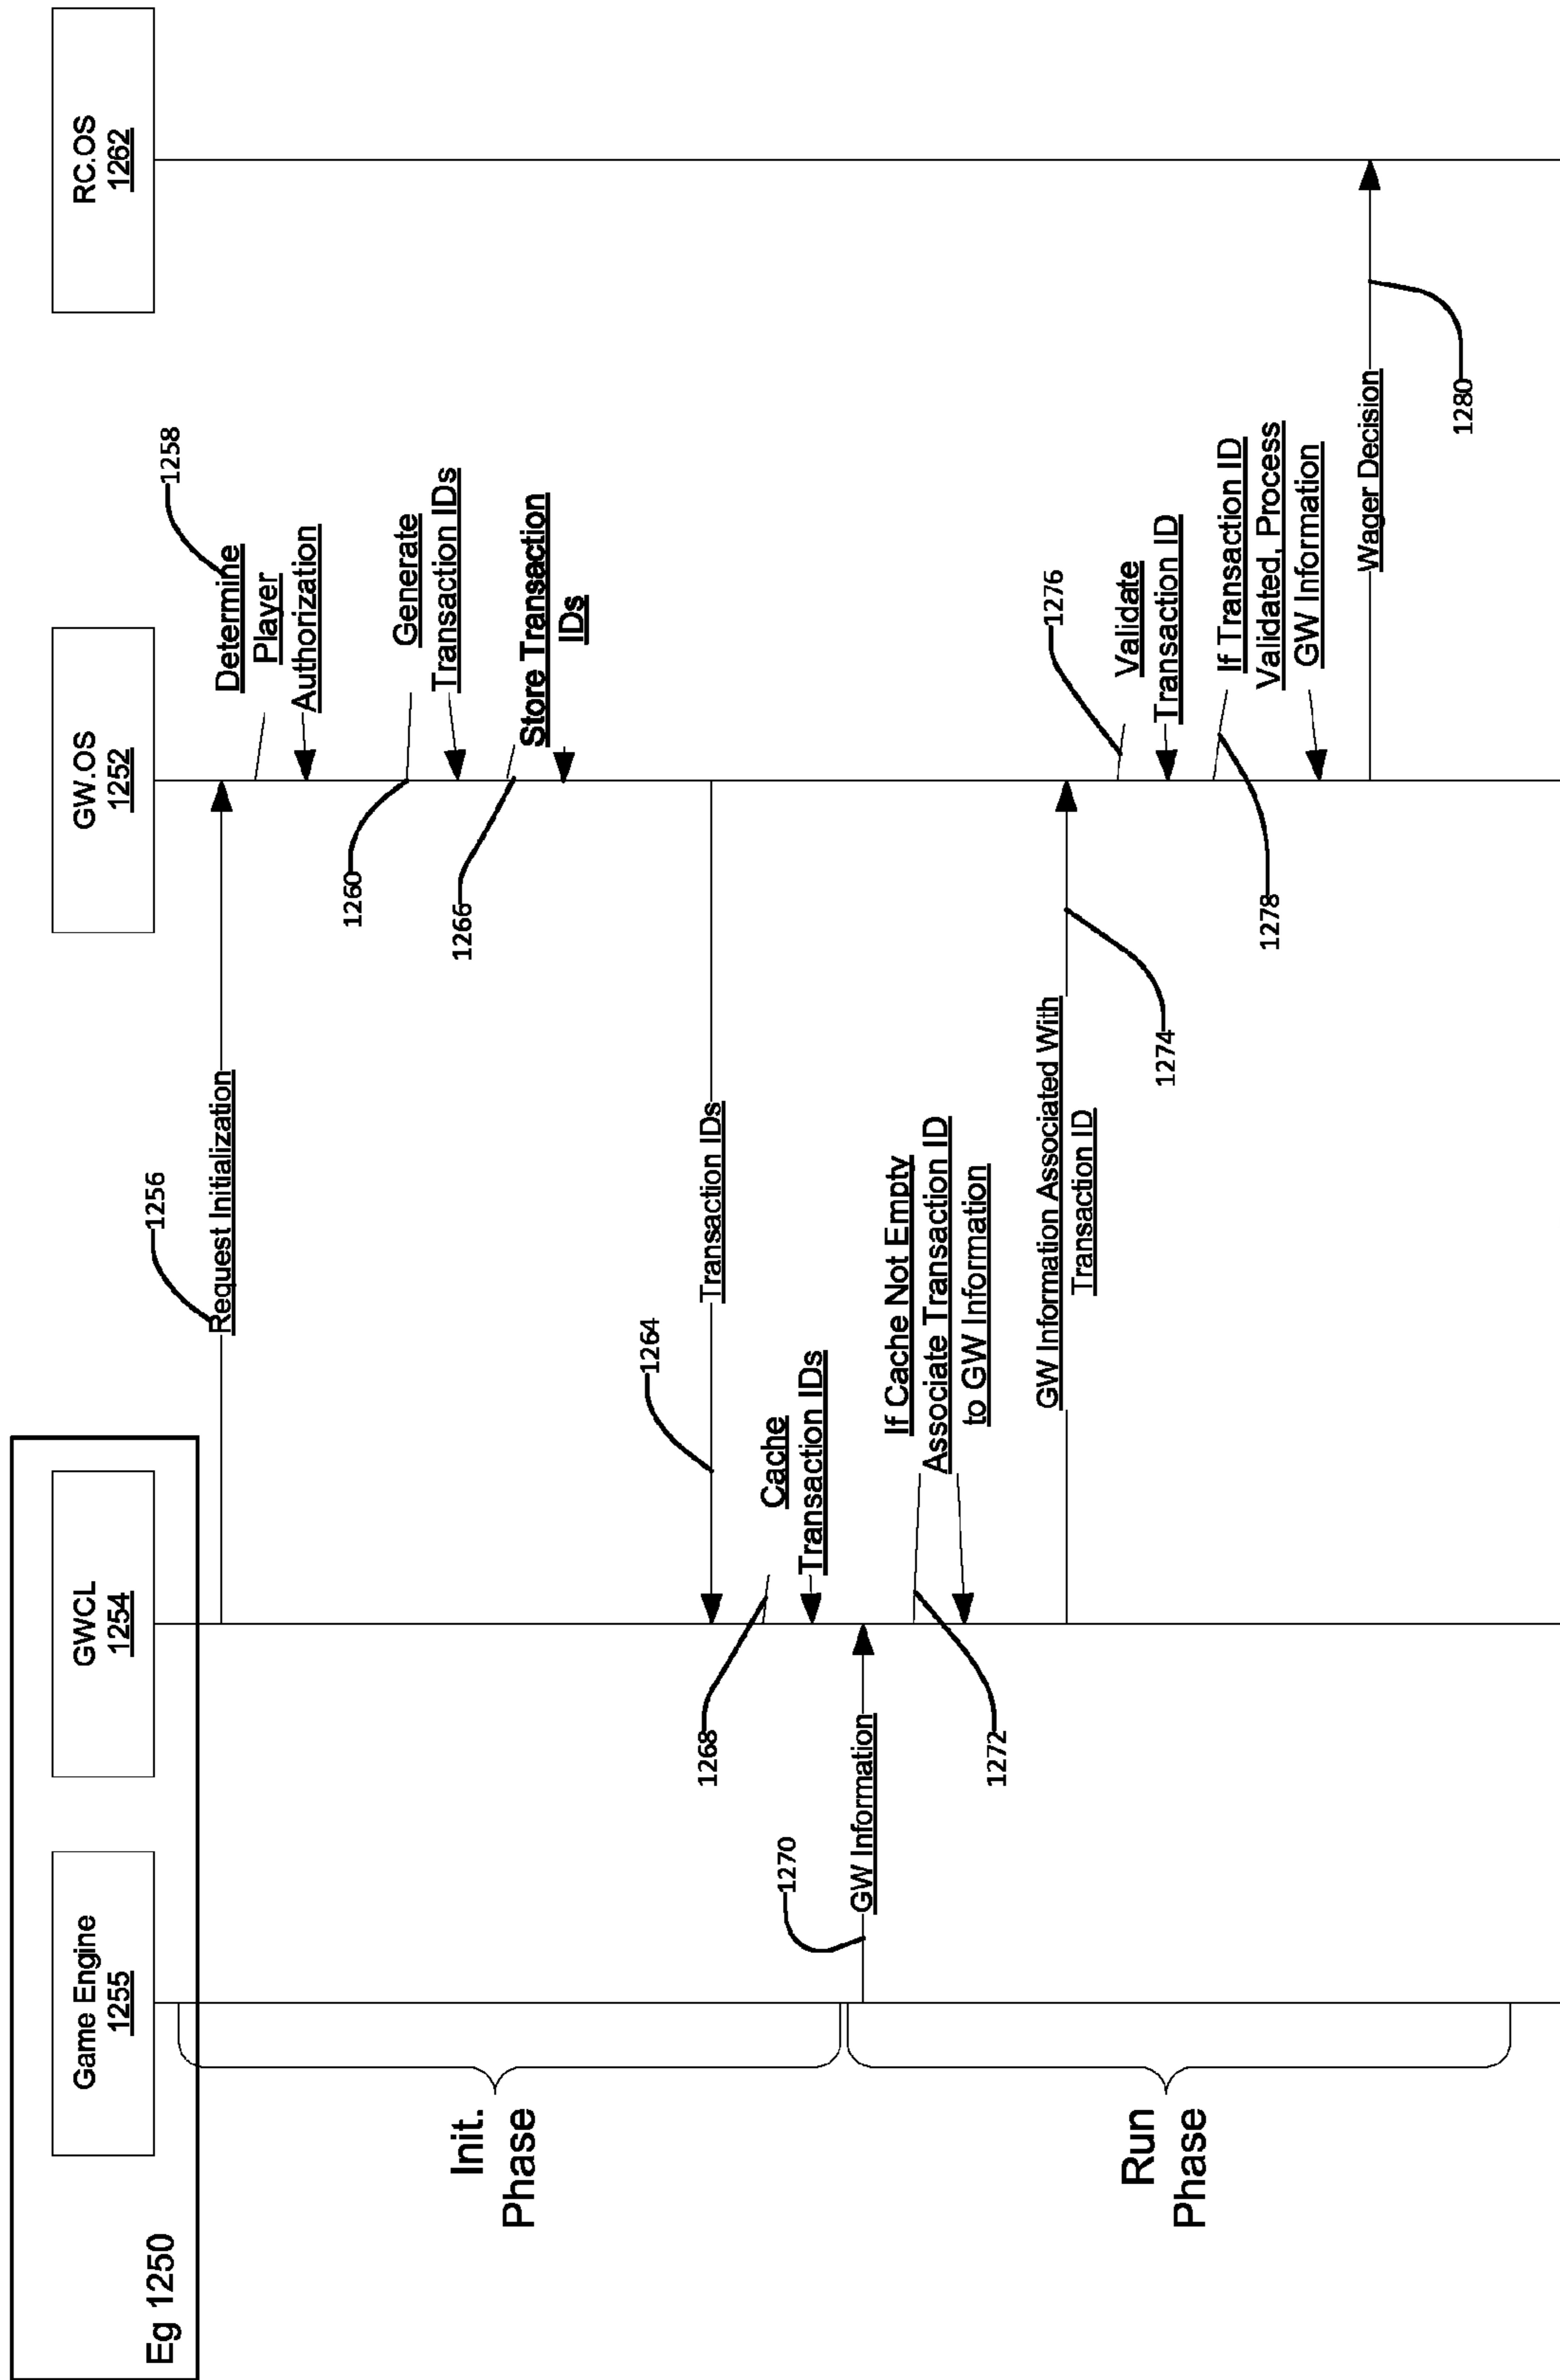 Eg 1250
Game Engine
1255
GWCL
1254
GW.OS
1252
RC.OS
1262
Init.
Phase
Run
Phase
1256
Request Initialization
1258
Determine
Player
Authorization
1260
Generate
Transaction IDs
1266
Store Transaction
IDs
1264
Transaction IDs
1268
Cache
Transaction IDs
1270
GW Information
1272
If Cache Not Empty
Associate Transaction ID
to GW Information
GW Information Associated With
Transaction ID
1274
1276
Validate
Transaction ID
1278
If Transaction ID
Validated, Process
GW Information
Wager Decision
1280